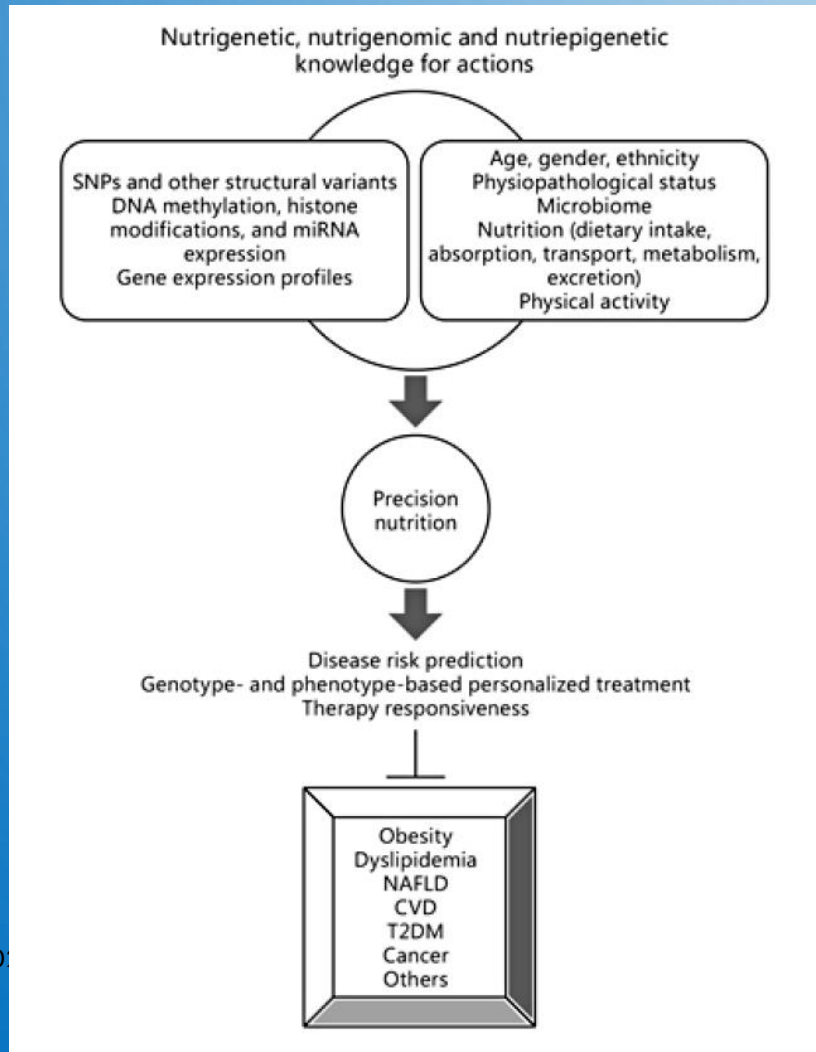 Nutrigenetic, nutrigenomic and nutriepigenetic
knowledge for actions
SNPs and other structural variants
DNA methylation, histone
modifications, and miRNA
expression
Gene expression profiles
Age, gender, ethnicity
Physiopathological status
Microbiome
Nutrition (dietary intake,
absorption, transport, metabolism,
excretion)
Physical activity
Precision
nutrition
Disease risk prediction
Genotype- and phenotype-based personalized treatment
Therapy responsiveness
Obesity
Dyslipidemia
NAFLD
CVD
T2DM
Cancer
Others